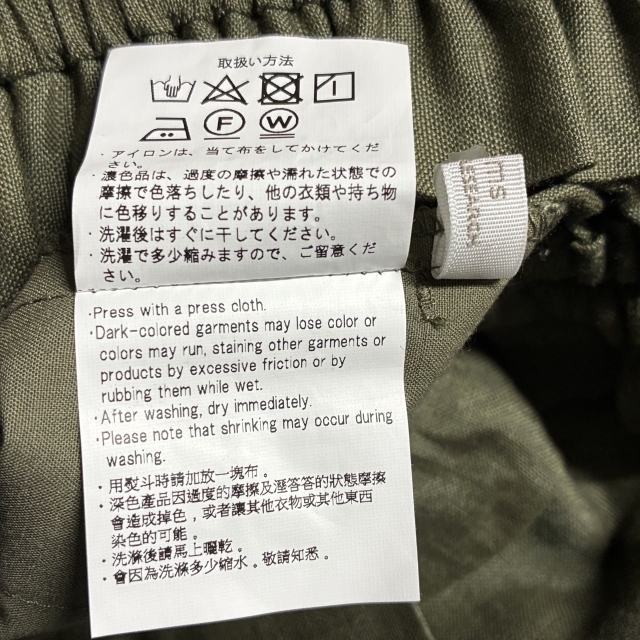 取扱い方法
F W
・アイロンは、当て布をしてかけてくだ
さい。
・濃色品は、過度の摩擦や濡れた状態での
摩擦で色落ちしたり、他の衣類や持ち物
に色移りすることがあります。
・洗濯後はすぐに干してください。
・洗濯で多少縮みますので、ご留意くだ
さい。
・Press with a press cloth.
・Dark-colored garments may lose color or
colors may run, staining other garments or
products by excessive friction or by
rubbing them while wet.
・After washing, dry immediately.
・Please note that shrinking may occur during
washing.
・用熨斗時請加放一塊布。
・深色產品因過度的摩擦及溼答答的狀態摩擦
會造成掉色，或者讓其他衣物或其他東西
染色的可能。
・洗滌後請馬上曬乾。
・會因為洗滌多少縮水。敬請知悉。